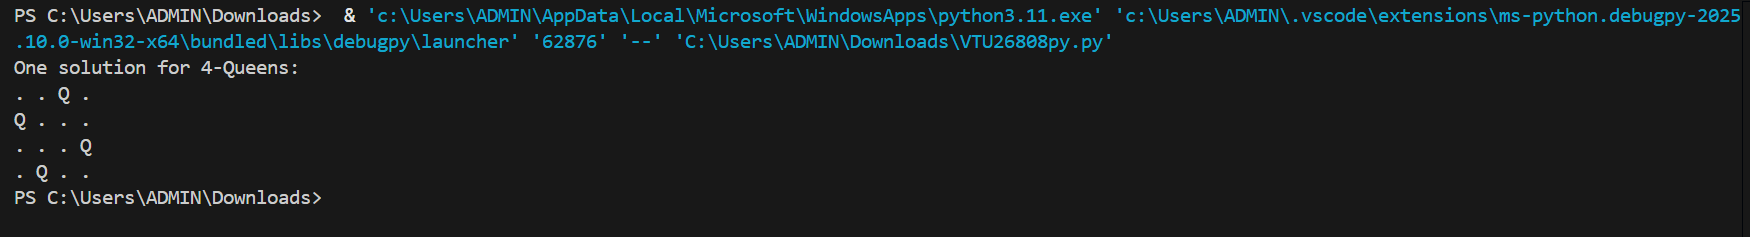 PS C:\Users\ADMIN\Downloads>  & 'c:\Users\ADMIN\AppData\Local\Microsoft\WindowsApps\python3.11.exe' 'c:\Users\ADMIN\.vscode\extensions\ms-python.debugpy-2025
.10.0-win32-x64\bundled\libs\debugpy\launcher' '62876' '--' 'C:\Users\ADMIN\Downloads\VTU26808py.py'
One solution for 4-Queens:
. . Q .
Q . . .
. . . Q
. Q . .
PS C:\Users\ADMIN\Downloads>